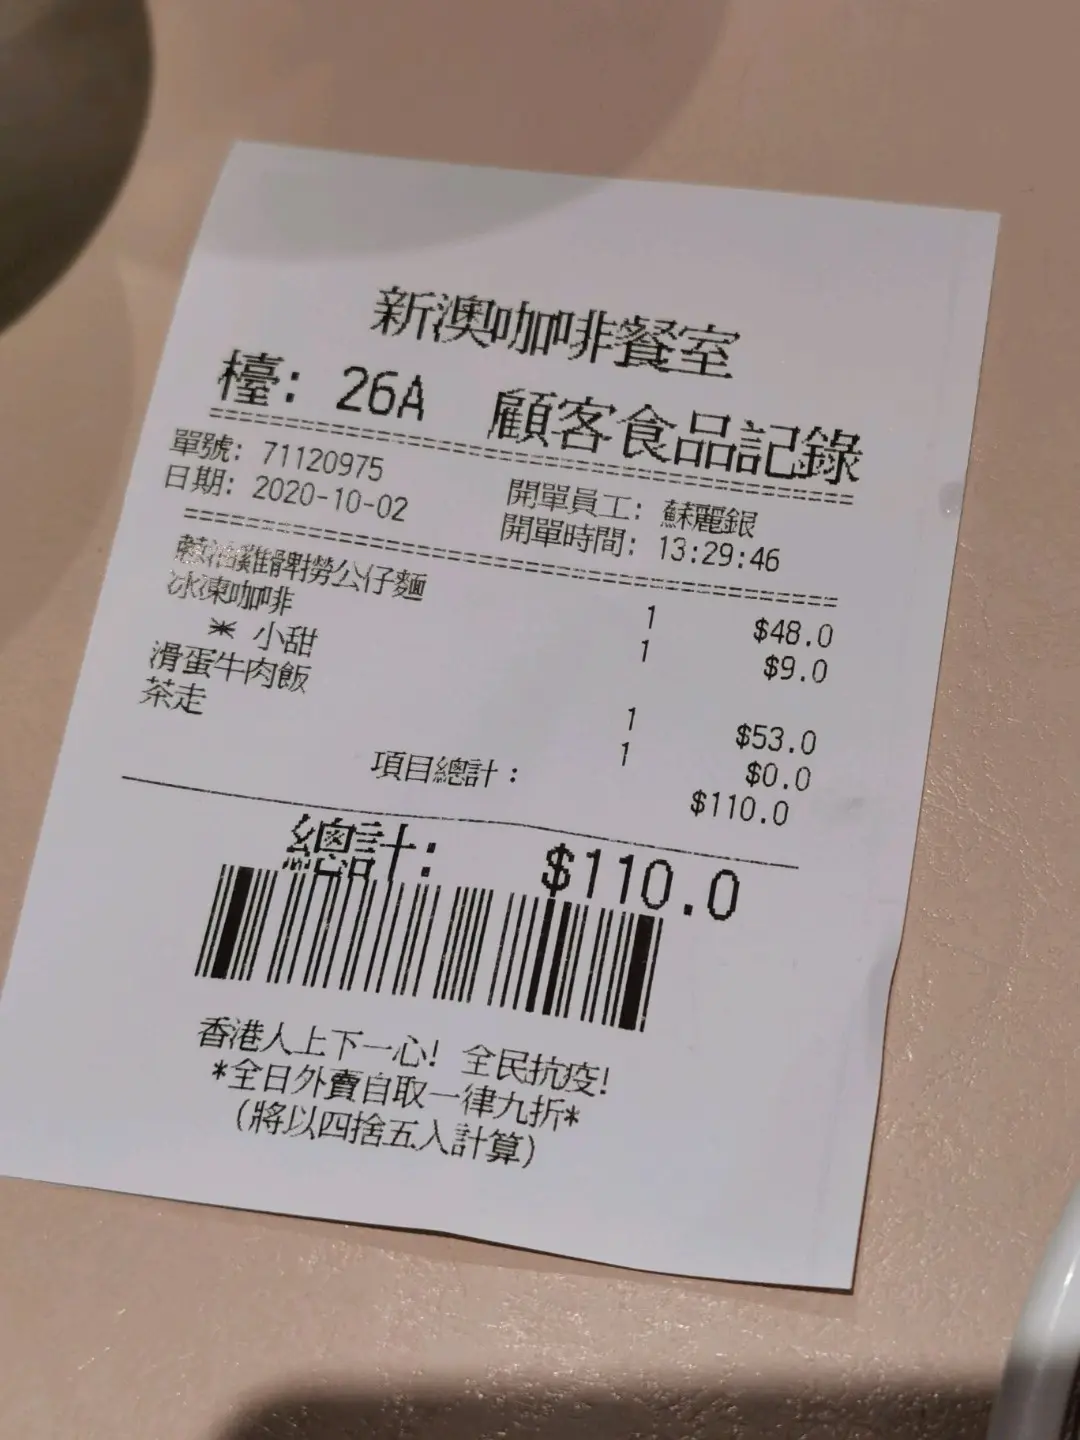 新澳咖啡餐室
檯: 26A 顧客食品記錄
單號: 71120975
日期: 2020-10-02
開單員工: 蘇麗銀
開單時間: 13:29:46
葱油雞髀撈公仔麵 1 $48.0
冰凍咖啡 1 $9.0
* 小甜
滑蛋牛肉飯 1 $53.0
茶走 1 $0.0
項目總計: $110.0
總計: $110.0
香港人上下一心! 全民抗疫!
*全日外賣自取一律九折*
(將以四捨五入計算)